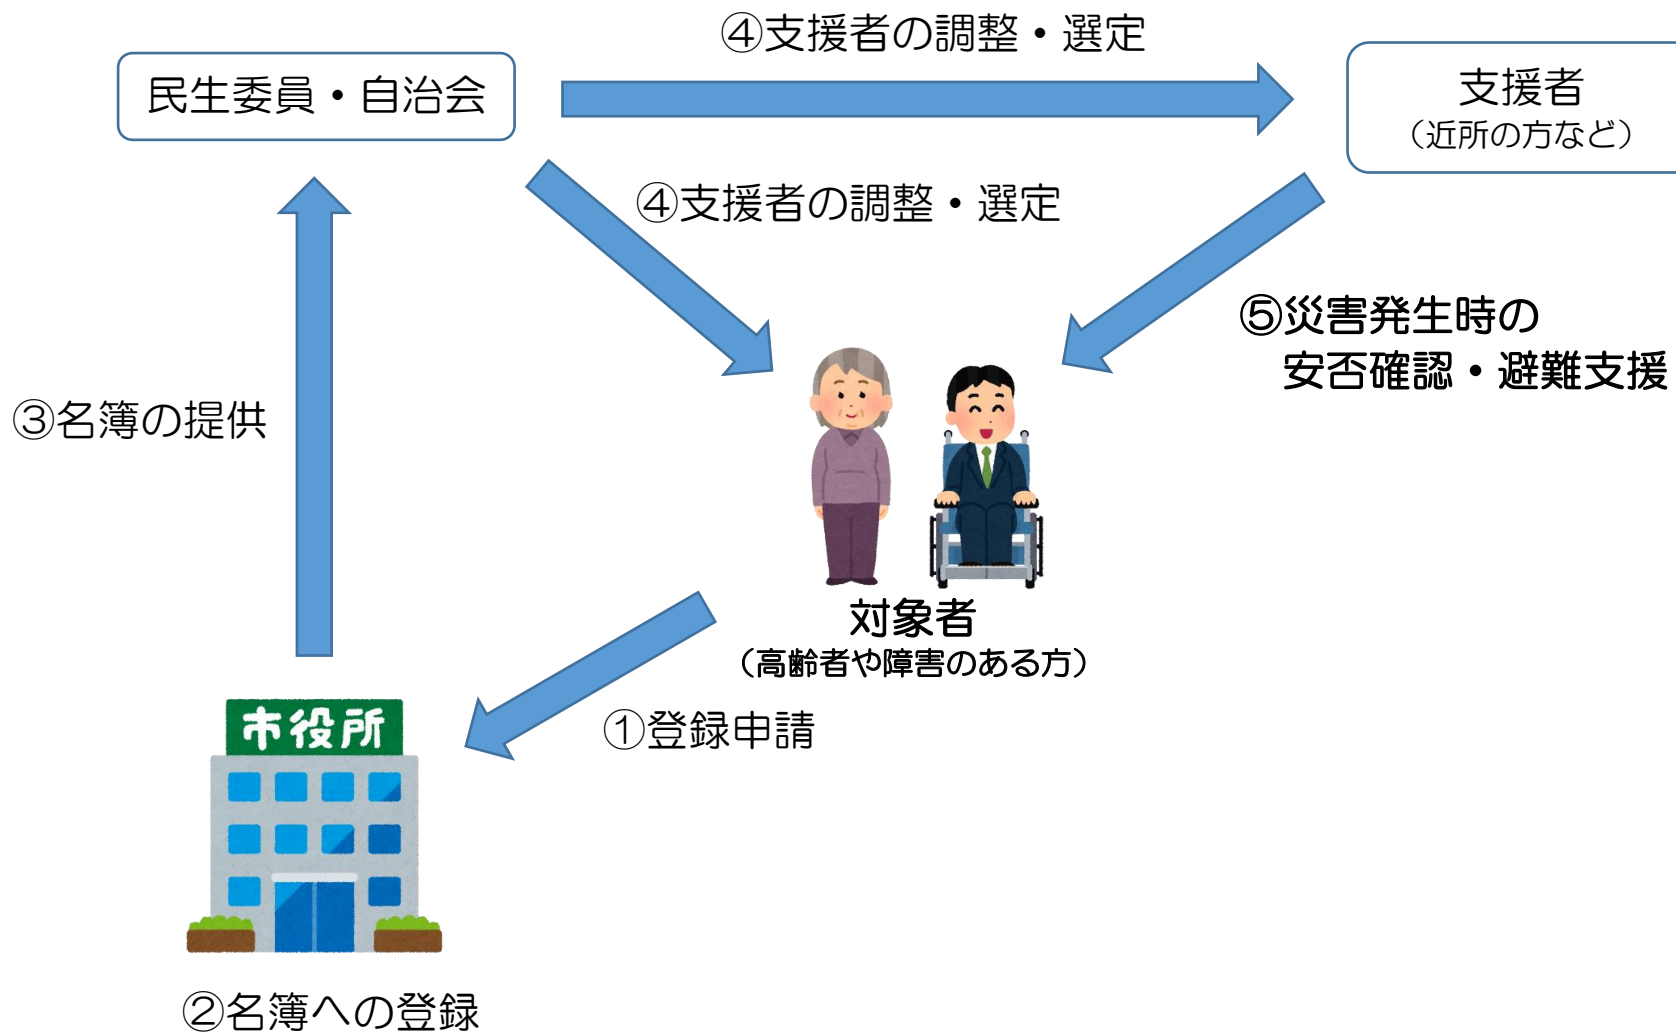 ④支援者の調整・選定
民生委員・自治会
支援者
（近所の方など）
④支援者の調整・選定
⑤災害発生時の
安否確認・避難支援
③名簿の提供
対象者
（高齢者や障害のある方）
①登録申請
市役所
②名簿への登録